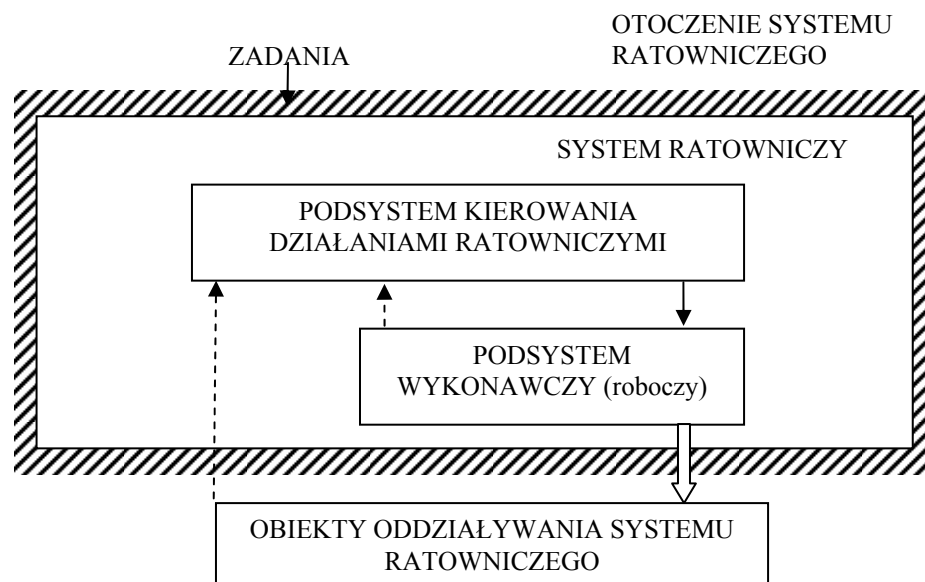 OTOCZENIE SYSTEMU
RATOWNICZEGO
ZADANIA
SYSTEM RATOWNICZY
PODSYSTEM KIEROWANIA
DZIAŁANIAMI RATOWNICZYMI
PODSYSTEM
WYKONAWCZY (roboczy)
OBIEKTY ODDZIAŁYWANIA SYSTEMU
RATOWNICZEGO